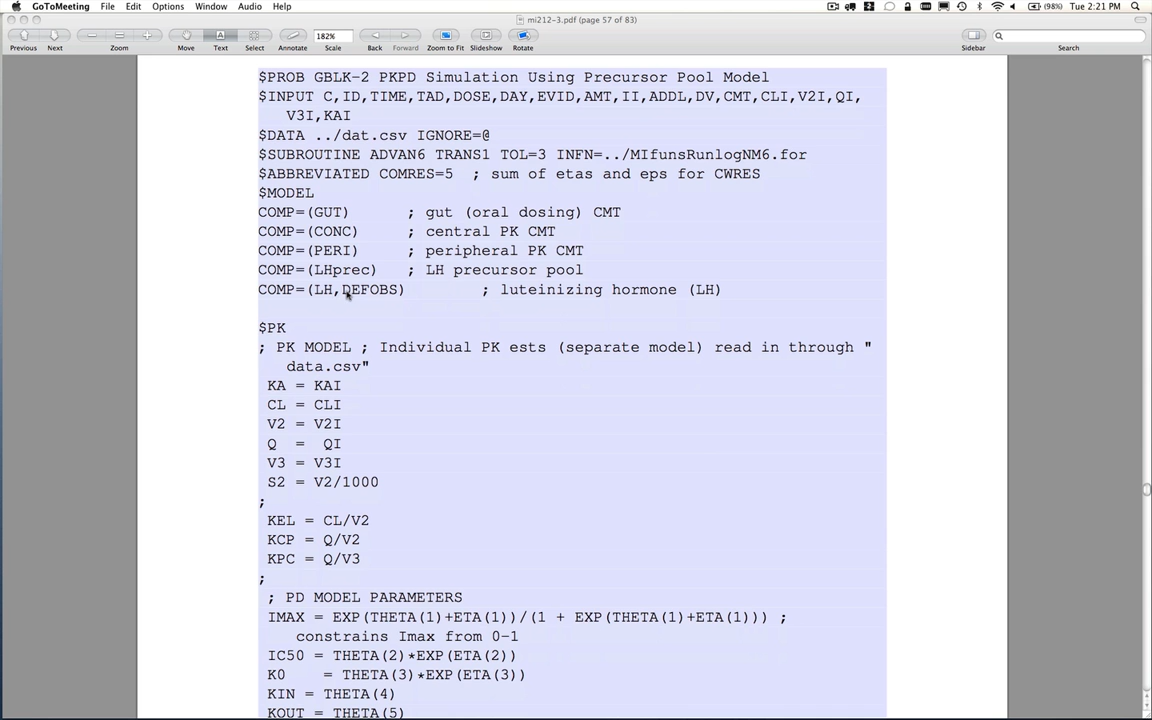 GoToMeeting File Edit Options Window Audio Help (98%) Tue 2:21 PM
mi212-3.pdf (page 57 of 83)
182%
Previous Next Zoom Move Text Select Annotate Scale Back Forward Zoom to Fit Slideshow Rotate Sidebar Search
$PROB GBLK-2 PKPD Simulation Using Precursor Pool Model
$INPUT C,ID,TIME,TAD,DOSE,DAY,EVID,AMT,II,ADDL,DV,CMT,CLI,V2I,QI,
V3I,KAI
$DATA ../dat.csv IGNORE=@
$SUBROUTINE ADVAN6 TRANS1 TOL=3 INFN=../MIfunsRunlogNM6.for
$ABBREVIATED COMRES=5 ; sum of etas and eps for CWRES
$MODEL
COMP=(GUT) ; gut (oral dosing) CMT
COMP=(CONC) ; central PK CMT
COMP=(PERI) ; peripheral PK CMT
COMP=(LHprec) ; LH precursor pool
COMP=(LH,DEFOBS) ; luteinizing hormone (LH)
$PK
; PK MODEL ; Individual PK ests (separate model) read in through "
data.csv"
KA = KAI
CL = CLI
V2 = V2I
Q = QI
V3 = V3I
S2 = V2/1000
;
KEL = CL/V2
KCP = Q/V2
KPC = Q/V3
;
; PD MODEL PARAMETERS
IMAX = EXP(THETA(1)+ETA(1))/(1 + EXP(THETA(1)+ETA(1))) ;
constrains Imax from 0-1
IC50 = THETA(2)*EXP(ETA(2))
K0 = THETA(3)*EXP(ETA(3))
KIN = THETA(4)
KOUT = THETA(5)